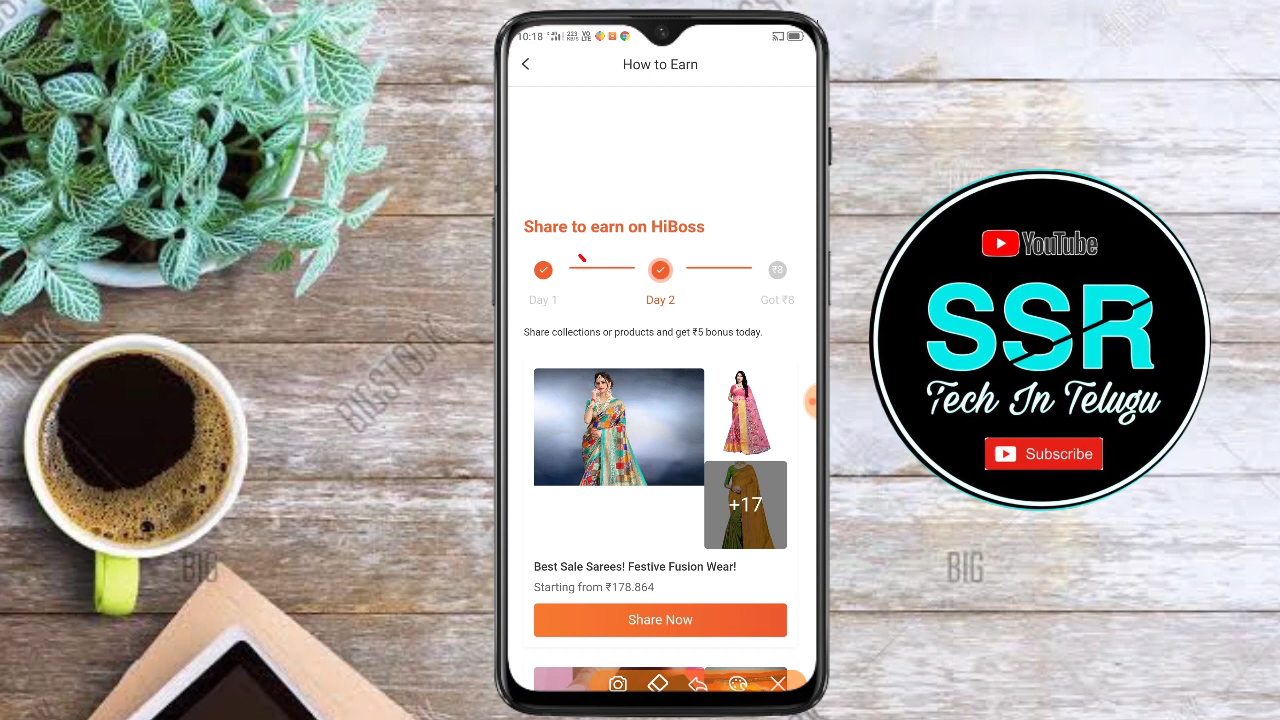 10:18
How to Earn
Share to earn on HiBoss
₹8
Day 1
Day 2
Got ₹8
Share collections or products and get ₹5 bonus today.
+17
Best Sale Sarees! Festive Fusion Wear!
Starting from ₹178.864
Share Now
YouTube
SSR
Tech In Telugu
Subscribe
BIGSTOCK
BIG
BIG